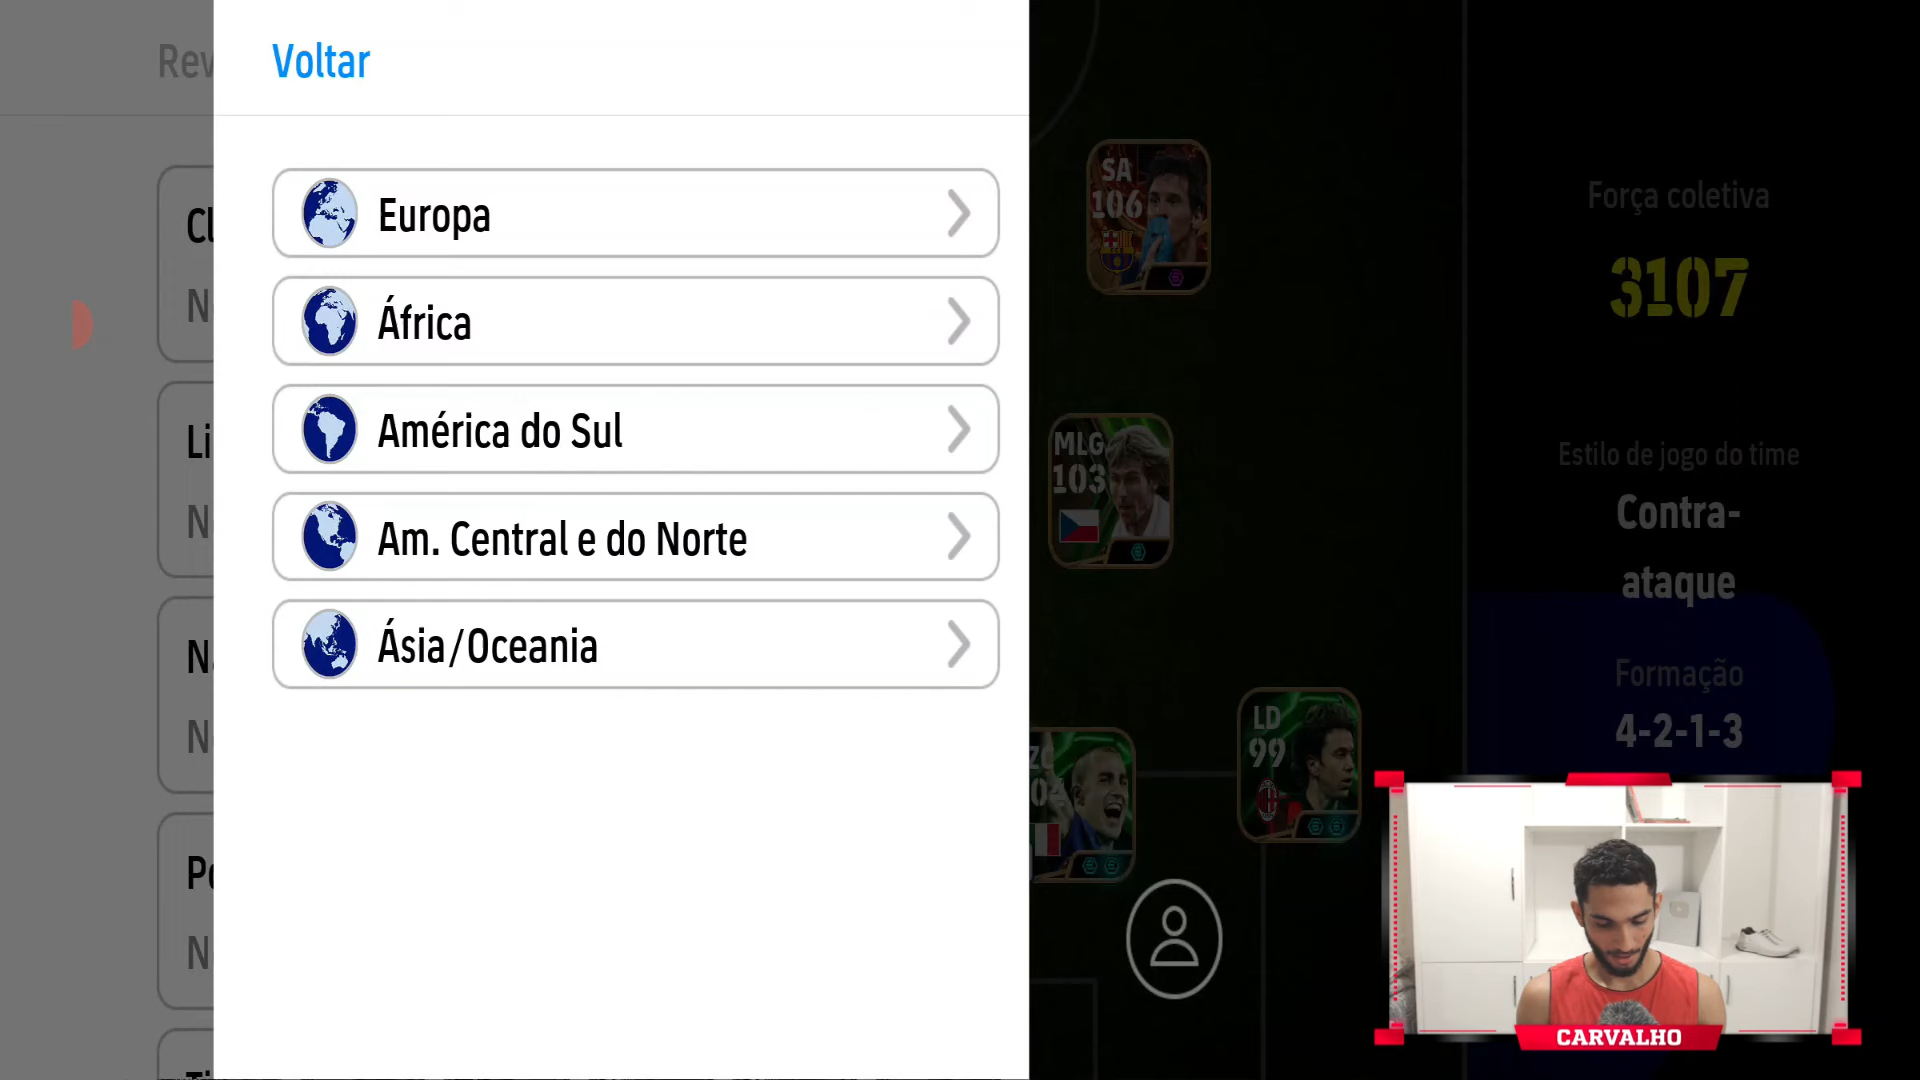 Voltar
Europa
África
América do Sul
Am. Central e do Norte
Ásia/Oceania
SA
106
MLG
103
LD
99
Força coletiva
3107
Estilo de jogo do time
Contra-
ataque
Formação
4-2-1-3
CARVALHO